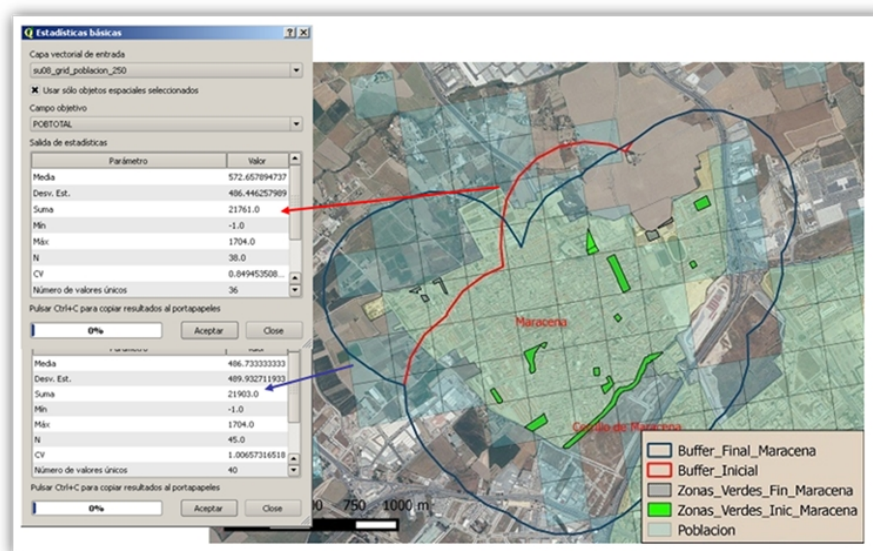 Estadísticas básicas
Capa vectorial de entrada
su08_grid_poblacion_250
Usar sólo objetos espaciales seleccionados
Campo objetivo
POBTOTAL
Salida de estadísticas
Parámetro Valor
Media 572.657894737
Desv. Est. 486.446257989
Suma 21761.0
Mín -1.0
Máx 1704.0
N 38.0
CV 0.849453508...
Número de valores únicos 36
Pulsar Ctrl+C para copiar resultados al portapapeles
0% Aceptar Close
Parámetro Valor
Media 486.733333333
Desv. Est. 489.932711933
Suma 21903.0
Mín -1.0
Máx 1704.0
N 45.0
CV 1.00657316518
Número de valores únicos 40
Pulsar Ctrl+C para copiar resultados al portapapeles
0% Aceptar Close
Maracena
de Maracena
750 1000 m
Buffer_Final_Maracena
Buffer_Inicial
Zonas_Verdes_Fin_Maracena
Zonas_Verdes_Inic_Maracena
Poblacion